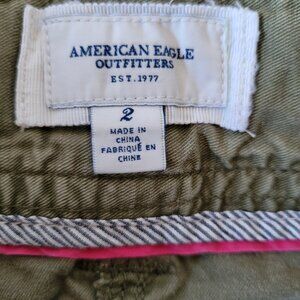 AMERICAN EAGLE
OUTFITTERS
EST. 1977
2
MADE IN
CHINA
FABRIQUÉ EN
CHINE